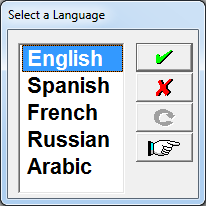 Select a Language
English
Spanish
French
Russian
Arabic